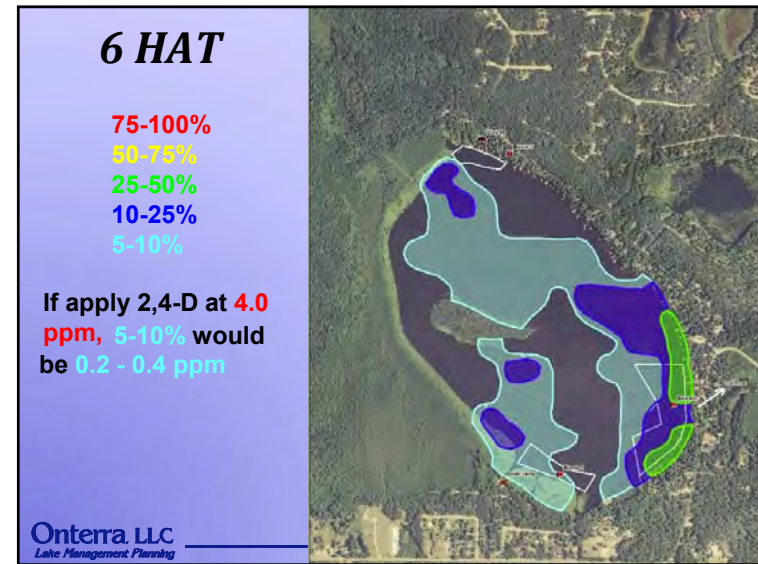 6 HAT
75-100%
50-75%
25-50%
10-25%
5-10%
If apply 2,4-D at 4.0
ppm, 5-10% would
be 0.2 - 0.4 ppm
Onterra LLC
Lake Management Planning